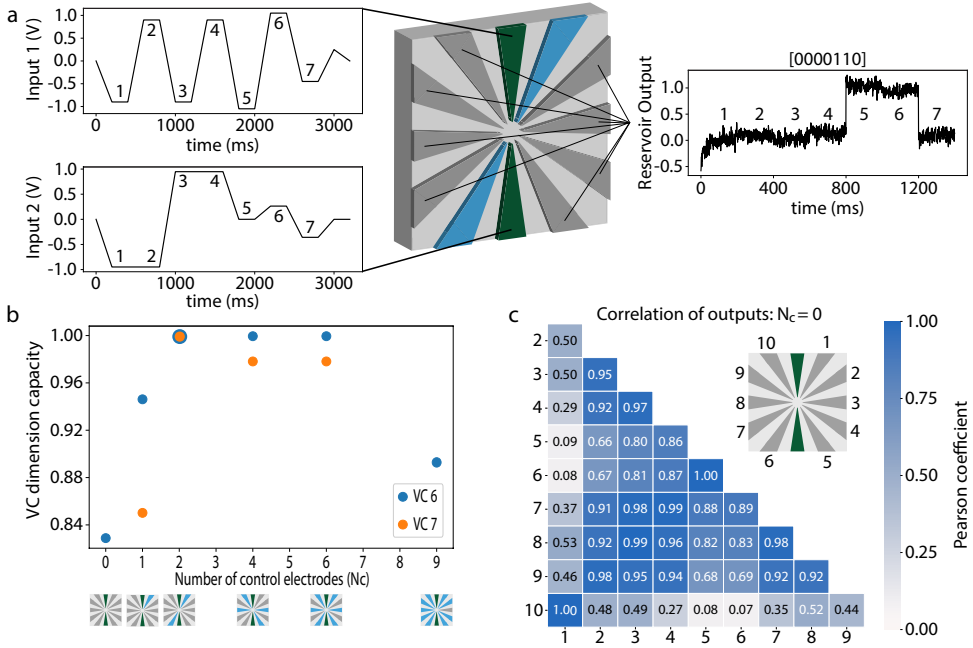 a
Input 1 (V)
1.0
0.5
0.0
-0.5
-1.0
1
2
3
4
5
6
7
0
1000
2000
3000
time (ms)
Input 2 (V)
1.0
0.5
0.0
-0.5
-1.0
1
2
3
4
5
6
7
0
1000
2000
3000
time (ms)
[0000110]
Reservoir Output
1.0
0.5
0.0
-0.5
1
2
3
4
5
6
7
0
400
800
1200
time (ms)
b
VC dimension capacity
1.00
0.96
0.92
0.88
0.84
VC 6
VC 7
0 1 2 3 4 5 6 7 8 9
Number of control electrodes (Nc)
c
Correlation of outputs: Nc = 0
2 0.50
3 0.50 0.95
4 0.29 0.92 0.97
5 0.09 0.66 0.80 0.86
6 0.08 0.67 0.81 0.87 1.00
7 0.37 0.91 0.98 0.99 0.88 0.89
8 0.53 0.92 0.99 0.96 0.82 0.83 0.98
9 0.46 0.98 0.95 0.94 0.68 0.69 0.92 0.92
10 1.00 0.48 0.49 0.27 0.08 0.07 0.35 0.52 0.44
1 2 3 4 5 6 7 8 9
10
1
9
2
8
3
7
4
6
5
1.00
0.75
0.50
0.25
0.00
Pearson coefficient